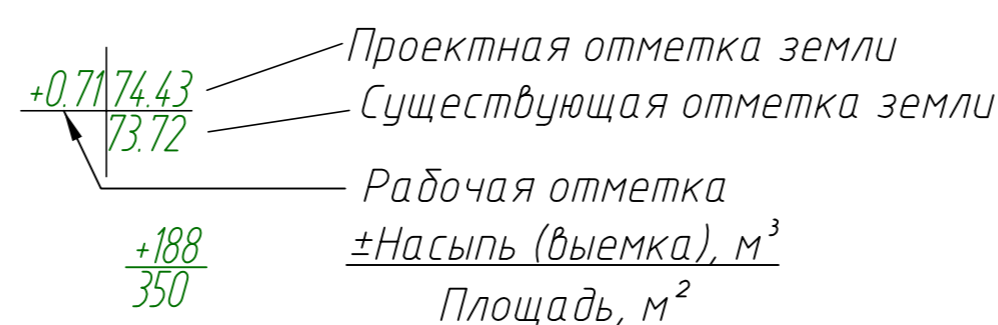 Проектная отметка земли
+0.71 74.43
Существующая отметка земли
73.72
Рабочая отметка
+188 ±Насыпь (выемка), м³
350 Площадь, м²